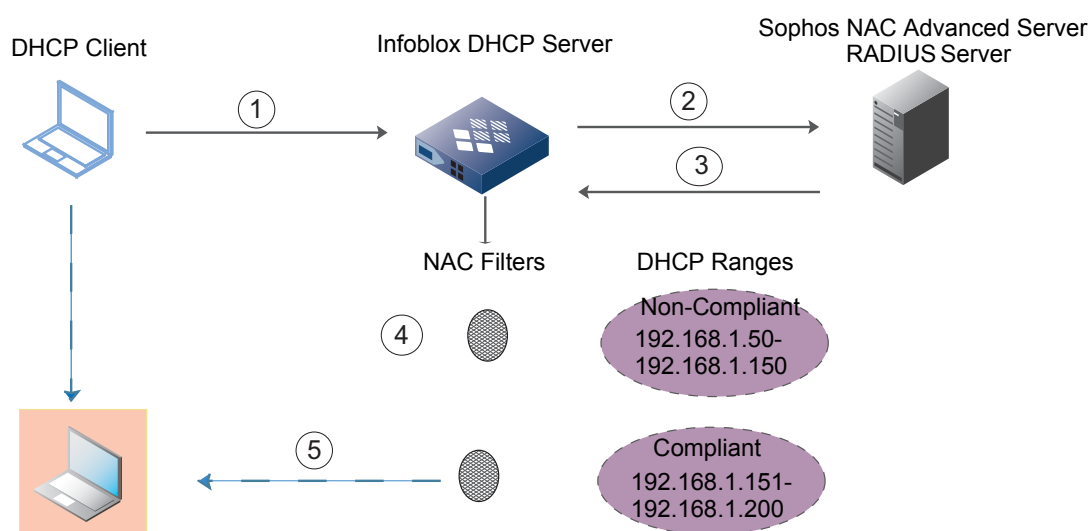 DHCP Client
Infoblox DHCP Server
Sophos NAC Advanced Server
RADIUS Server
1
2
3
NAC Filters
DHCP Ranges
4
Non-Compliant
192.168.1.50-
192.168.1.150
5
Compliant
192.168.1.151-
192.168.1.200